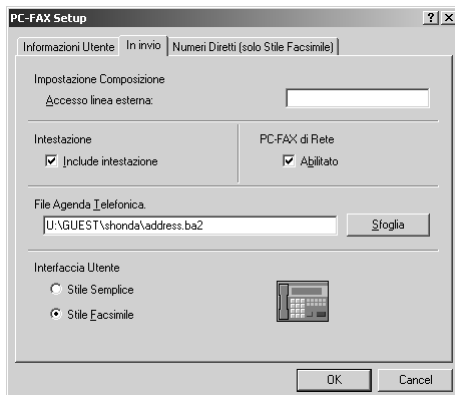 PC-FAX Setup
Informazioni Utente In invio Numeri Diretti (solo Stile Facsimile)
Impostazione Composizione
Accesso linea esterna:
Intestazione PC-FAX di Rete
Include intestazione Abilitato
File Agenda Telefonica.
U:\GUEST\shonda\address.ba2 Sfoglia
Interfaccia Utente
Stile Semplice
Stile Facsimile
OK Cancel